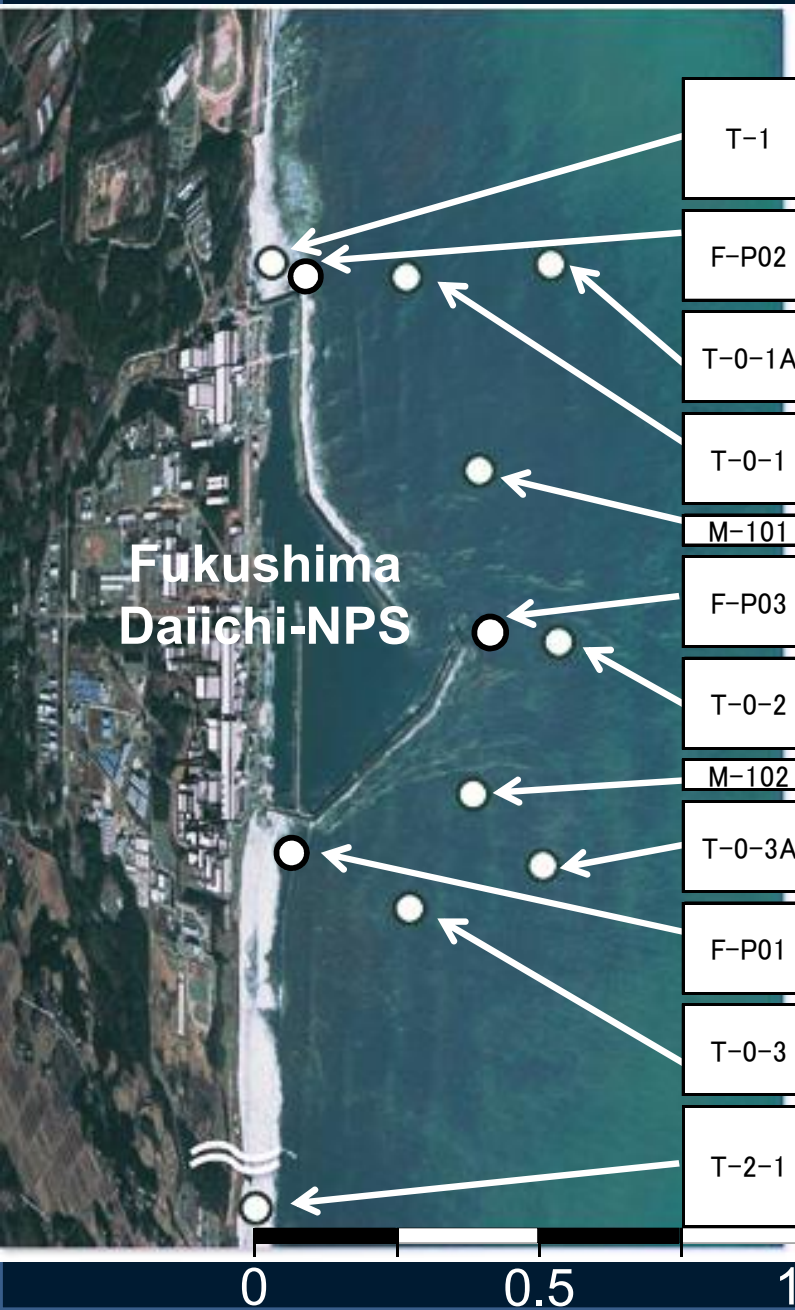 T-1
F-P02
T-0-1A
T-0-1
M-101
Fukushima
Daiichi-NPS
F-P03
T-0-2
M-102
T-0-3A
F-P01
T-0-3
T-2-1
0 0.5 1